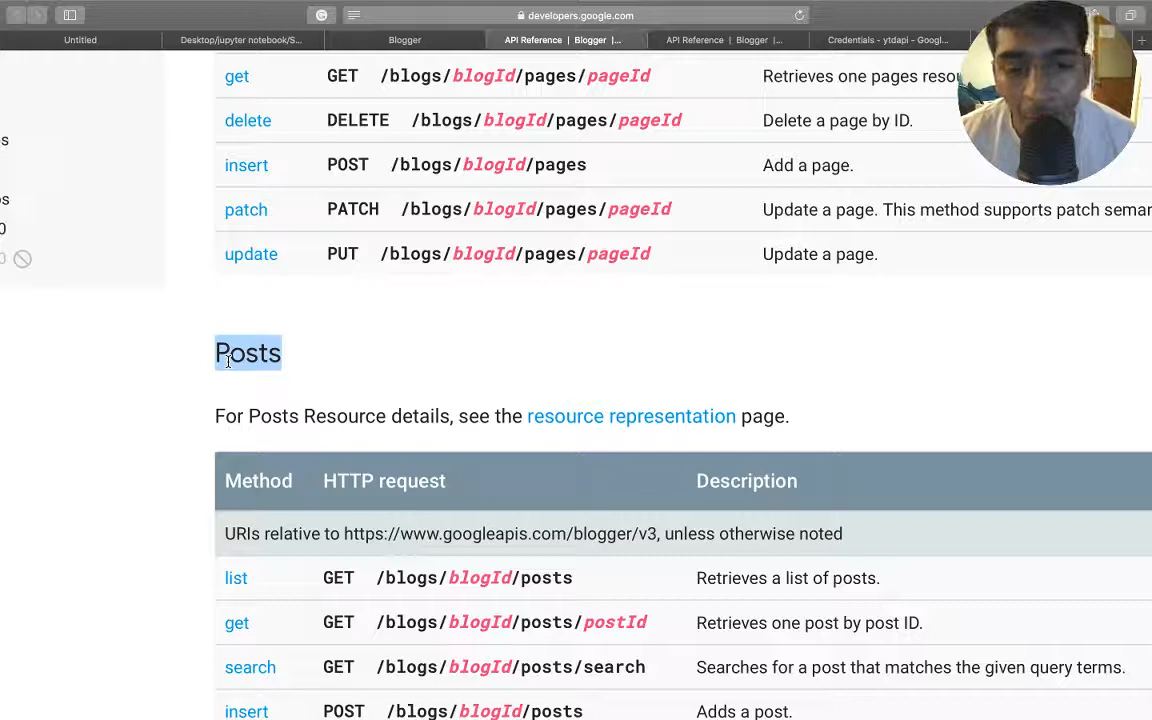 developers.google.com
Untitled
Desktop/jupyter notebook/S...
Blogger
API Reference | Blogger |...
API Reference | Blogger |...
Credentials - ytdapi - Googl...
get GET /blogs/blogId/pages/pageId Retrieves one pages
delete DELETE /blogs/blogId/pages/pageId Delete a page by ID.
insert POST /blogs/blogId/pages Add a page.
patch PATCH /blogs/blogId/pages/pageId Update a page. This method supports patch
update PUT /blogs/blogId/pages/pageId Update a page.
Posts
For Posts Resource details, see the resource representation page.
Method HTTP request Description
URIs relative to https://www.googleapis.com/blogger/v3, unless otherwise noted
list GET /blogs/blogId/posts Retrieves a list of posts.
get GET /blogs/blogId/posts/postId Retrieves one post by post ID.
search GET /blogs/blogId/posts/search Searches for a post that matches the given query terms.
insert POST /blogs/blogId/posts Adds a post.